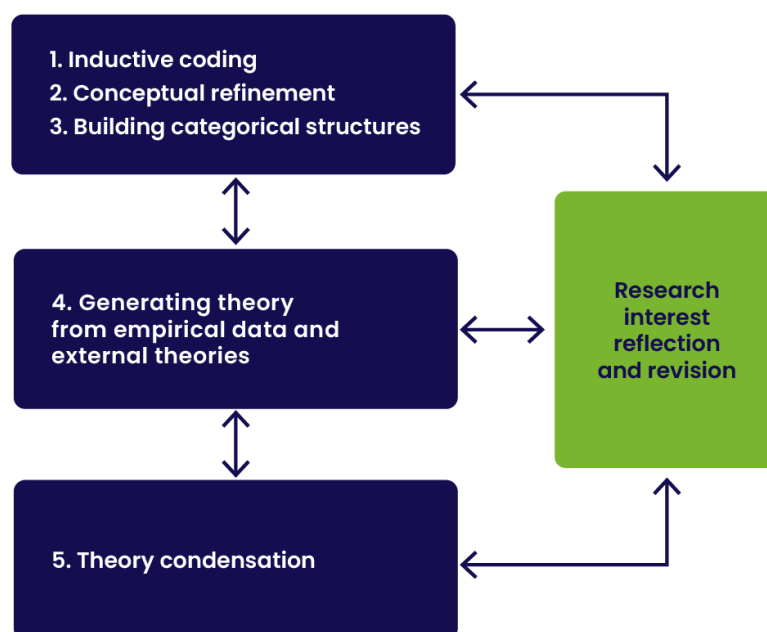 1. Inductive coding
2. Conceptual refinement
3. Building categorical structures
4. Generating theory
from empirical data and
external theories
Research
interest
reflection
and revision
5. Theory condensation